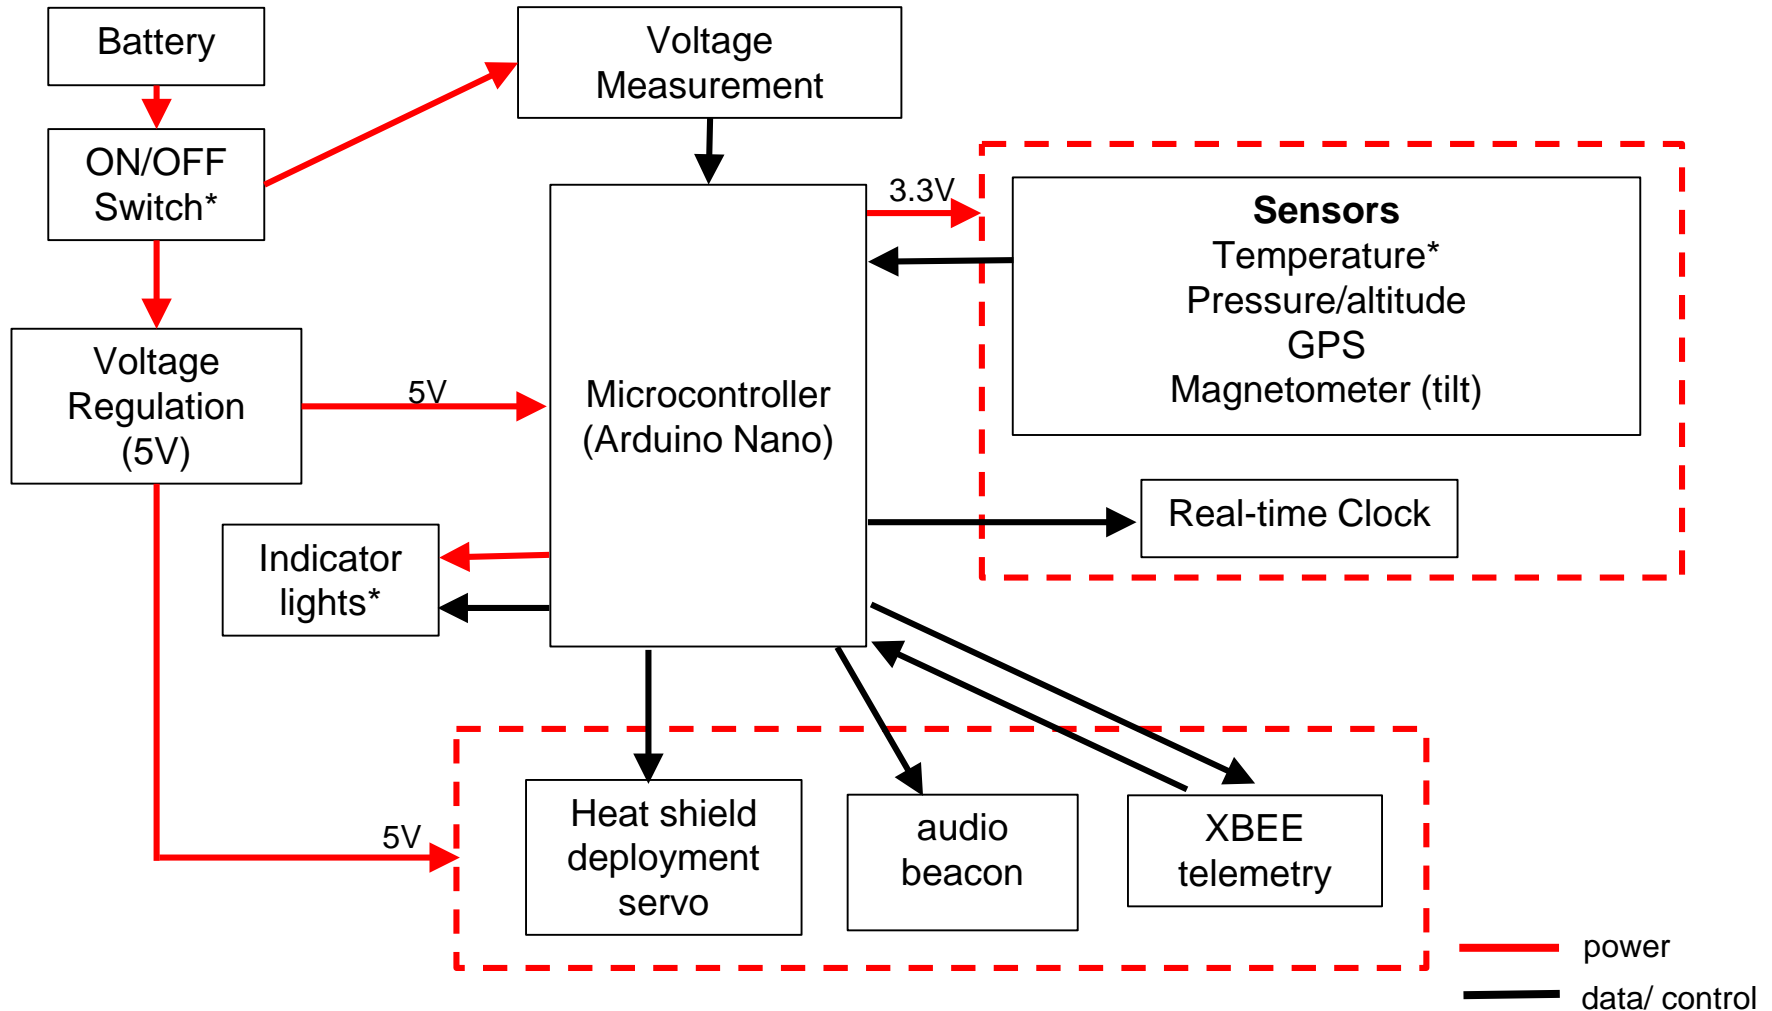 Battery
Voltage
Measurement
ON/OFF
Switch*
3.3V
Sensors
Temperature*
Pressure/altitude
GPS
Magnetometer (tilt)
Voltage
Regulation
(5V)
5V
Microcontroller
(Arduino Nano)
Real-time Clock
Indicator
lights*
5V
Heat shield
deployment
servo
audio
beacon
XBEE
telemetry
power
data/ control